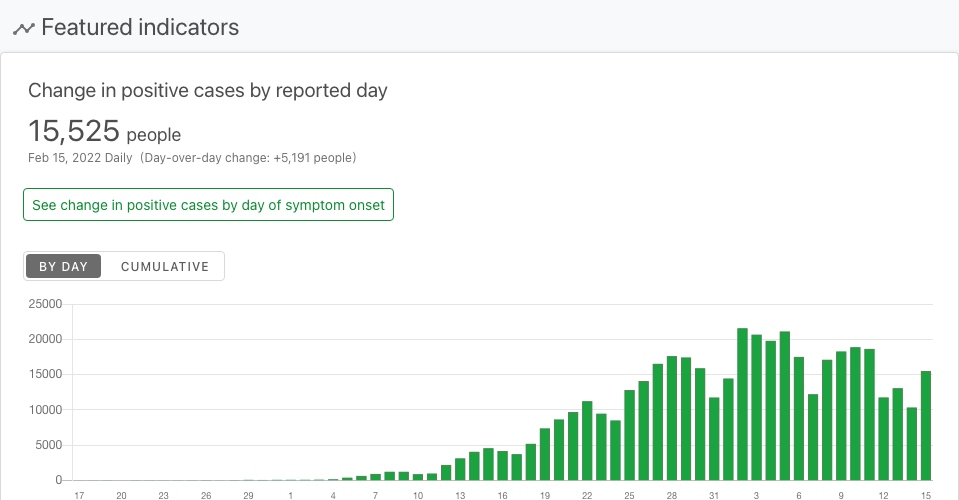 Featured indicators
Change in positive cases by reported day
15,525 people
Feb 15, 2022 Daily (Day-over-day change: +5,191 people)
See change in positive cases by day of symptom onset
BY DAY CUMULATIVE
25000
20000
15000
10000
5000
0
17 20 23 26 29 1 4 7 10 13 16 19 22 25 28 31 3 6 9 12 15